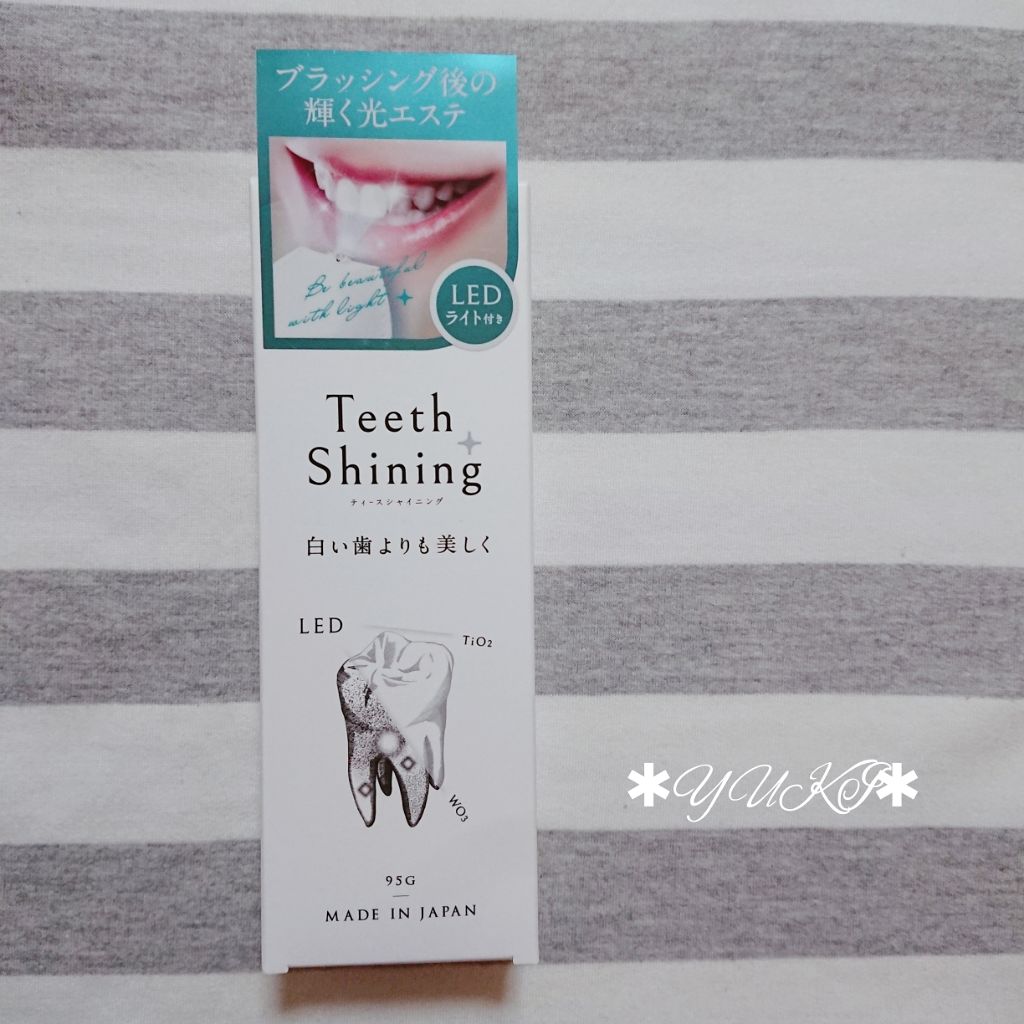 ブラッシング後の
輝く光エステ
Be beautiful
with light
LED
ライト付き
Teeth
Shining
ティースシャイニング
白い歯よりも美しく
LED
TiO2
WO3
95G
MADE IN JAPAN
✱YUKI✱